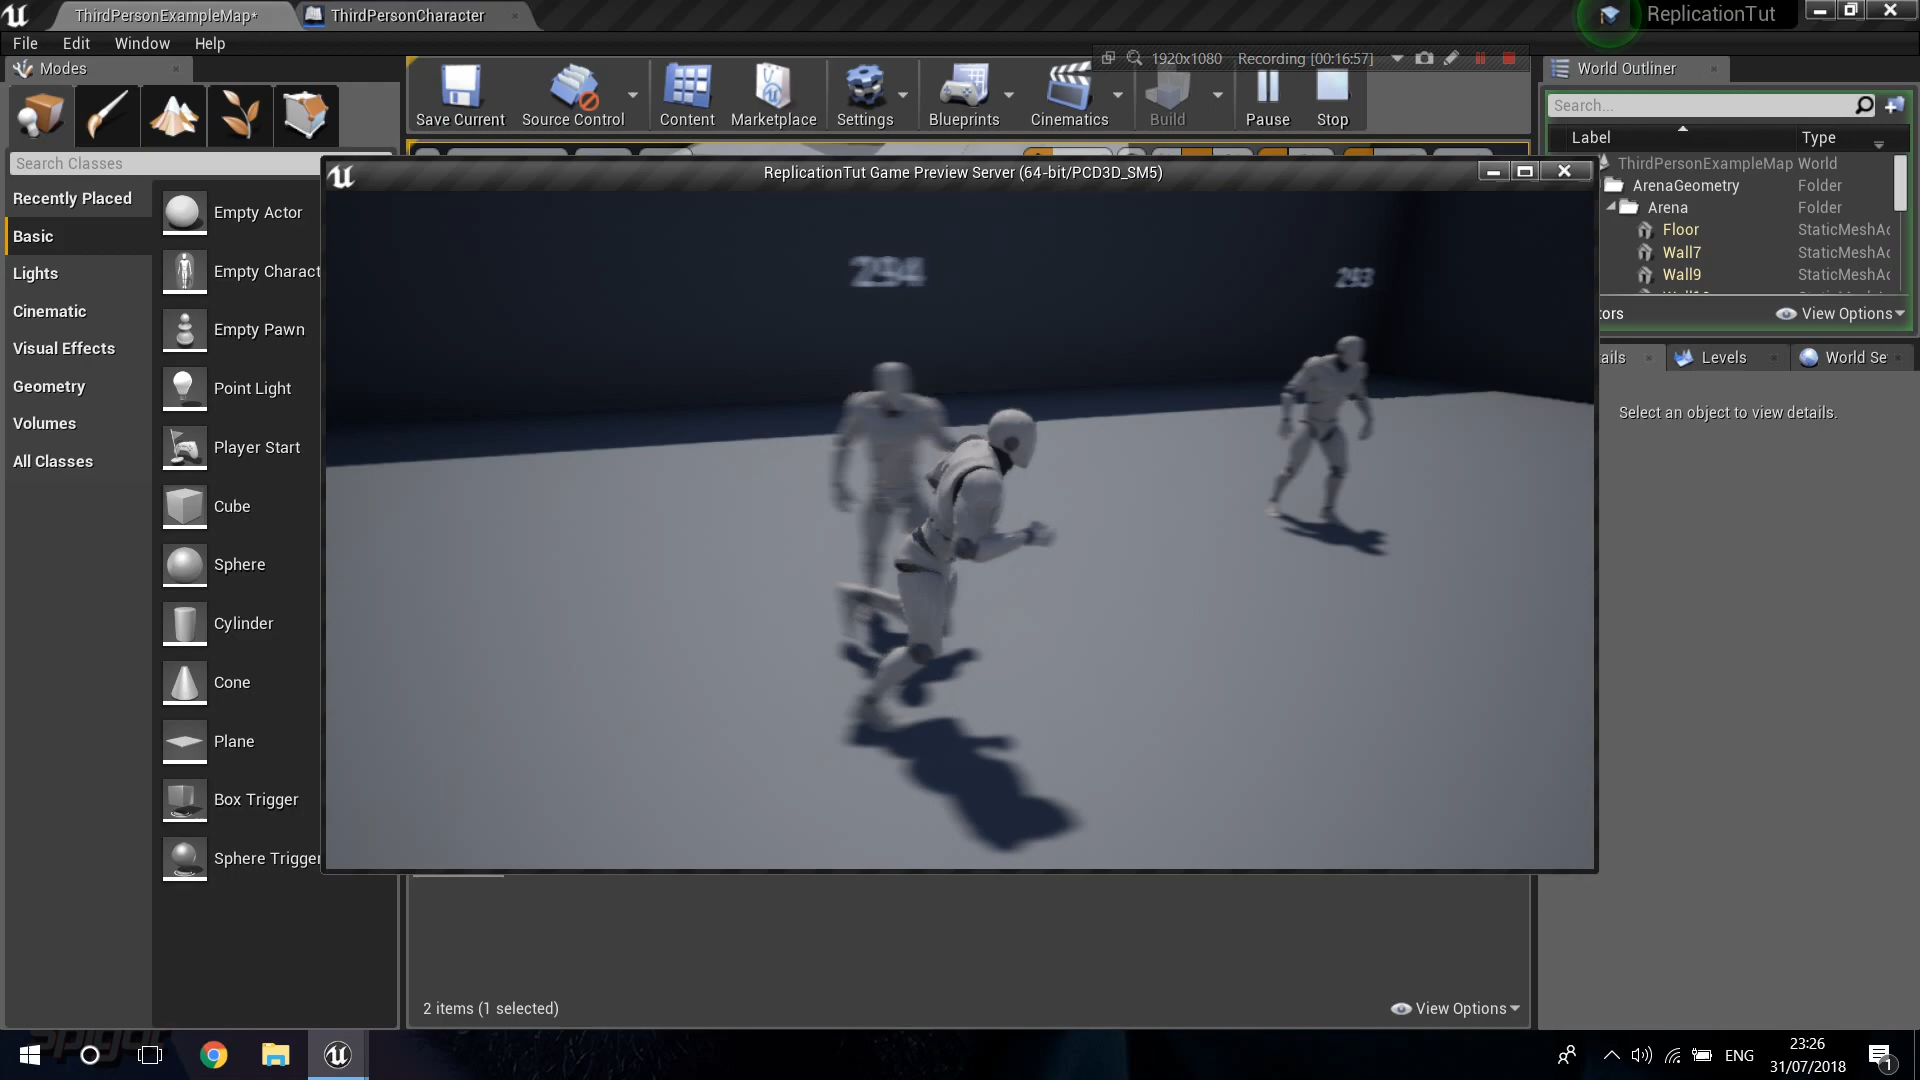 ThirdPersonExampleMap*
ThirdPersonCharacter
ReplicationTut
File Edit Window Help
1920x1080 Recording [00:16:57]
Modes
World Outliner
Search...
Save Current Source Control Content Marketplace Settings Blueprints Cinematics Build Pause Stop
Label Type
Search Classes
ReplicationTut Game Preview Server (64-bit/PCD3D_SM5)
ThirdPersonExampleMap World
ArenaGeometry Folder
Arena Folder
Floor StaticMeshAc
Wall7 StaticMeshAc
Wall9 StaticMeshAc
tors View Options
Recently Played
Basic
Lights
Cinematic
Visual Effects
Geometry
Volumes
All Classes
Empty Actor
Empty Charact
Empty Pawn
Point Light
Player Start
Cube
Sphere
Cylinder
Cone
Plane
Box Trigger
Sphere Trigger
294
293
ails Levels World Se
Select an object to view details.
2 items (1 selected) View Options
ENG
23:26
31/07/2018
1